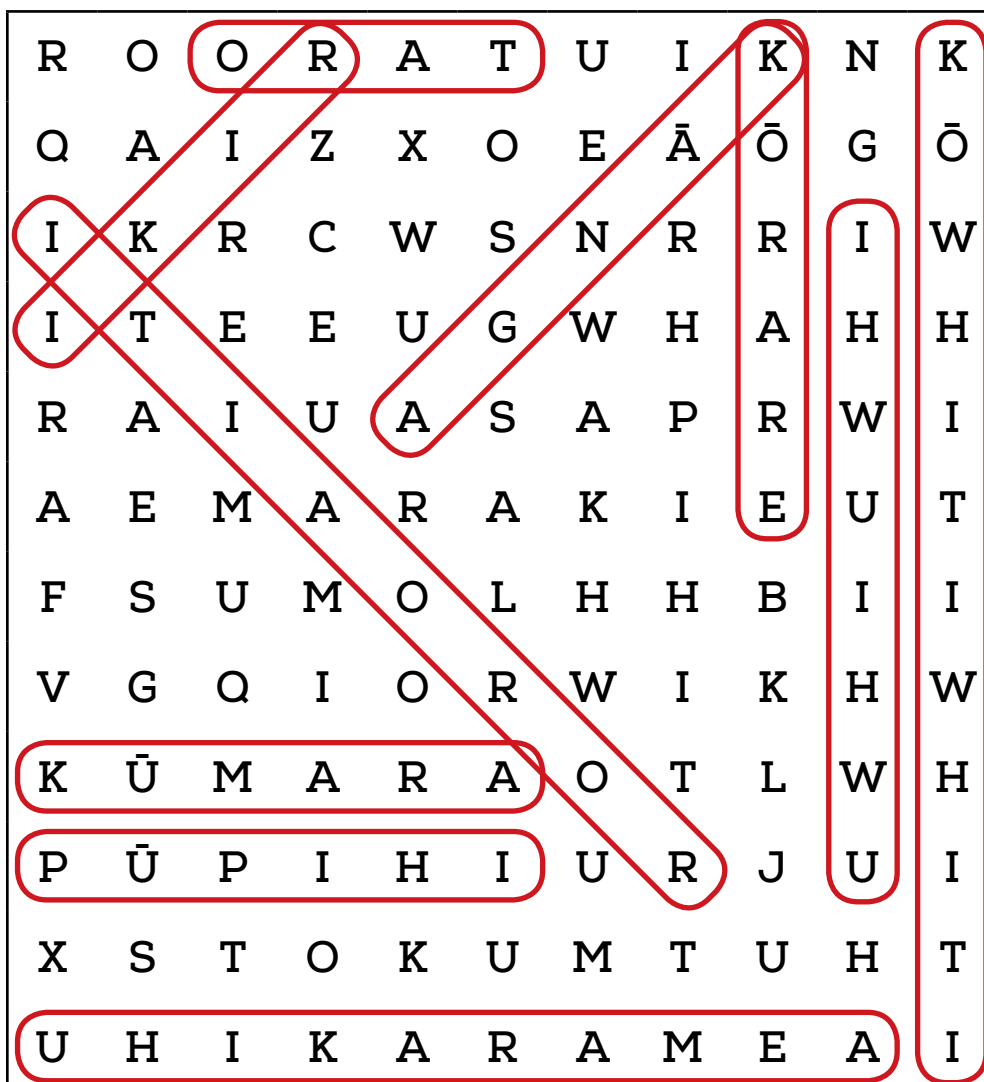 R O O R A T U I K N K
Q A I Z X O E Ā Ō G Ō
I K R C W S N R R I W
I T E E U G W H A H H
R A I U A S A P R W I
A E M A R A K I E U T
F S U M O L H H B I I
V G Q I O R W I K H W
K Ū M A R A O T L W H
P Ū P I H I U R J U I
X S T O K U M T U H T
U H I K A R A M E A I